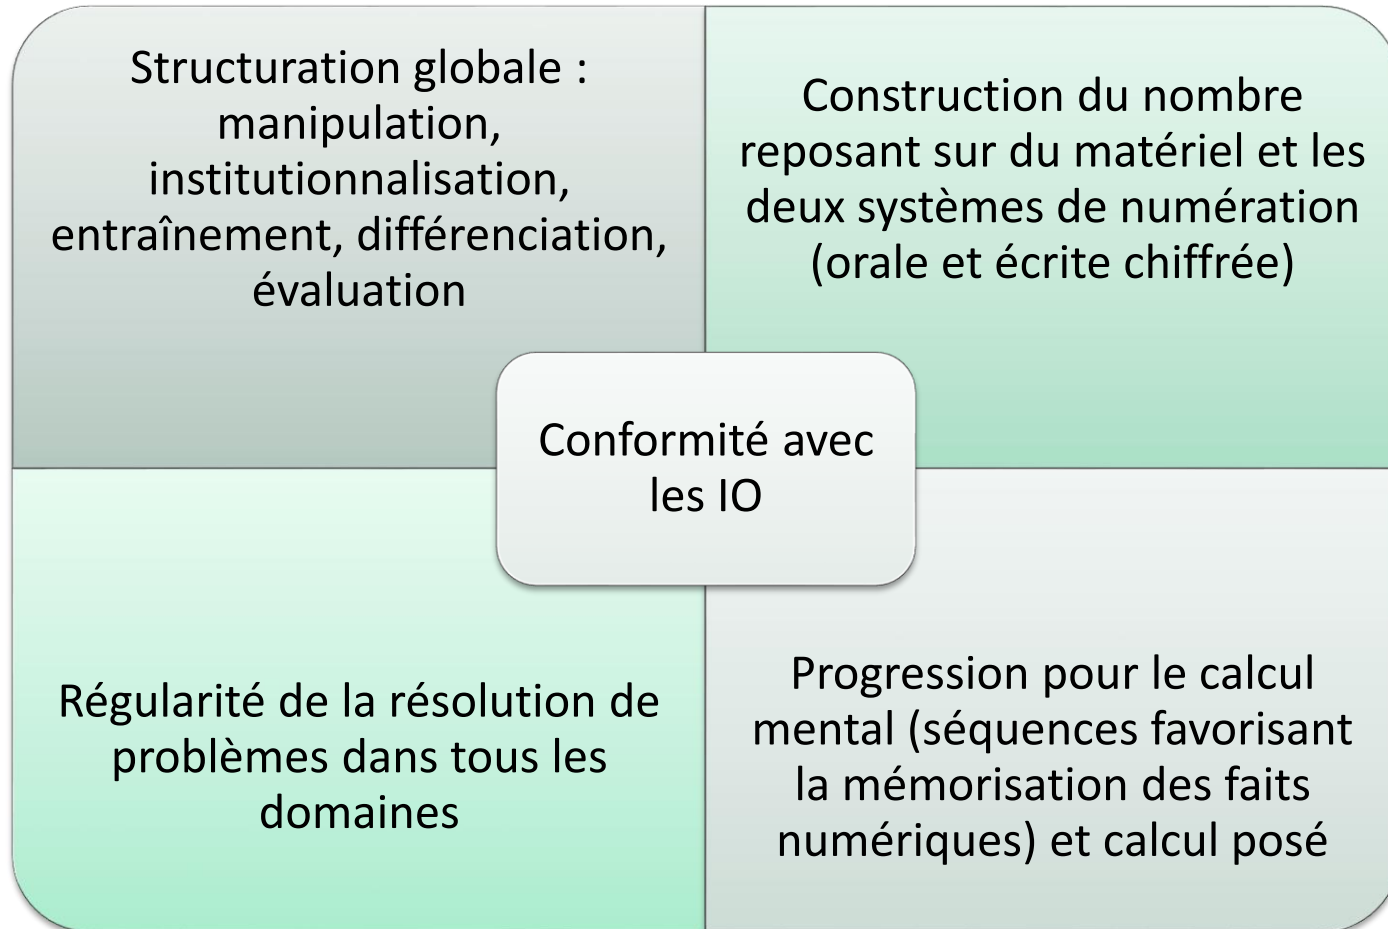 Structuration globale :
manipulation,
institutionnalisation,
entraînement, différenciation,
évaluation
Construction du nombre
reposant sur du matériel et les
deux systèmes de numération
(orale et écrite chiffrée)
Conformité avec
les IO
Régularité de la résolution de
problèmes dans tous les
domaines
Progression pour le calcul
mental (séquences favorisant
la mémorisation des faits
numériques) et calcul posé